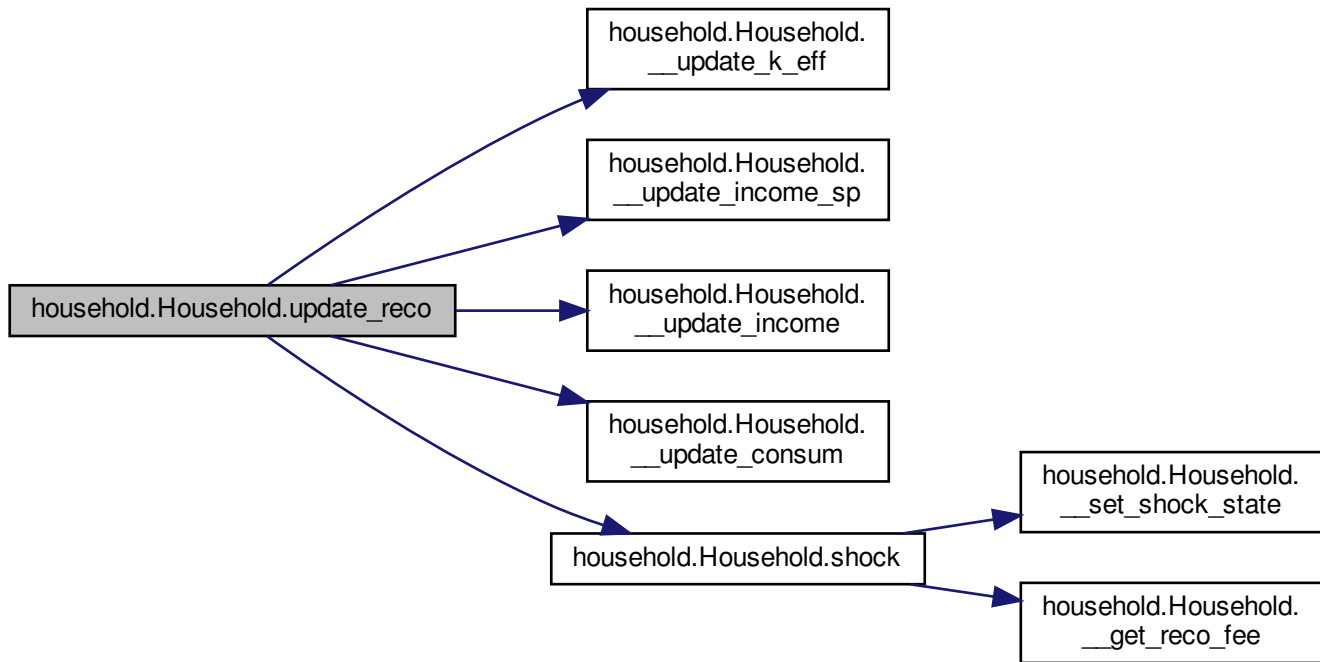 household.Household.
__update_k_eff
household.Household.
__update_income_sp
household.Household.update_reco
household.Household.
__update_income
household.Household.
__update_consum
household.Household.shock
household.Household.
__set_shock_state
household.Household.
__get_reco_fee